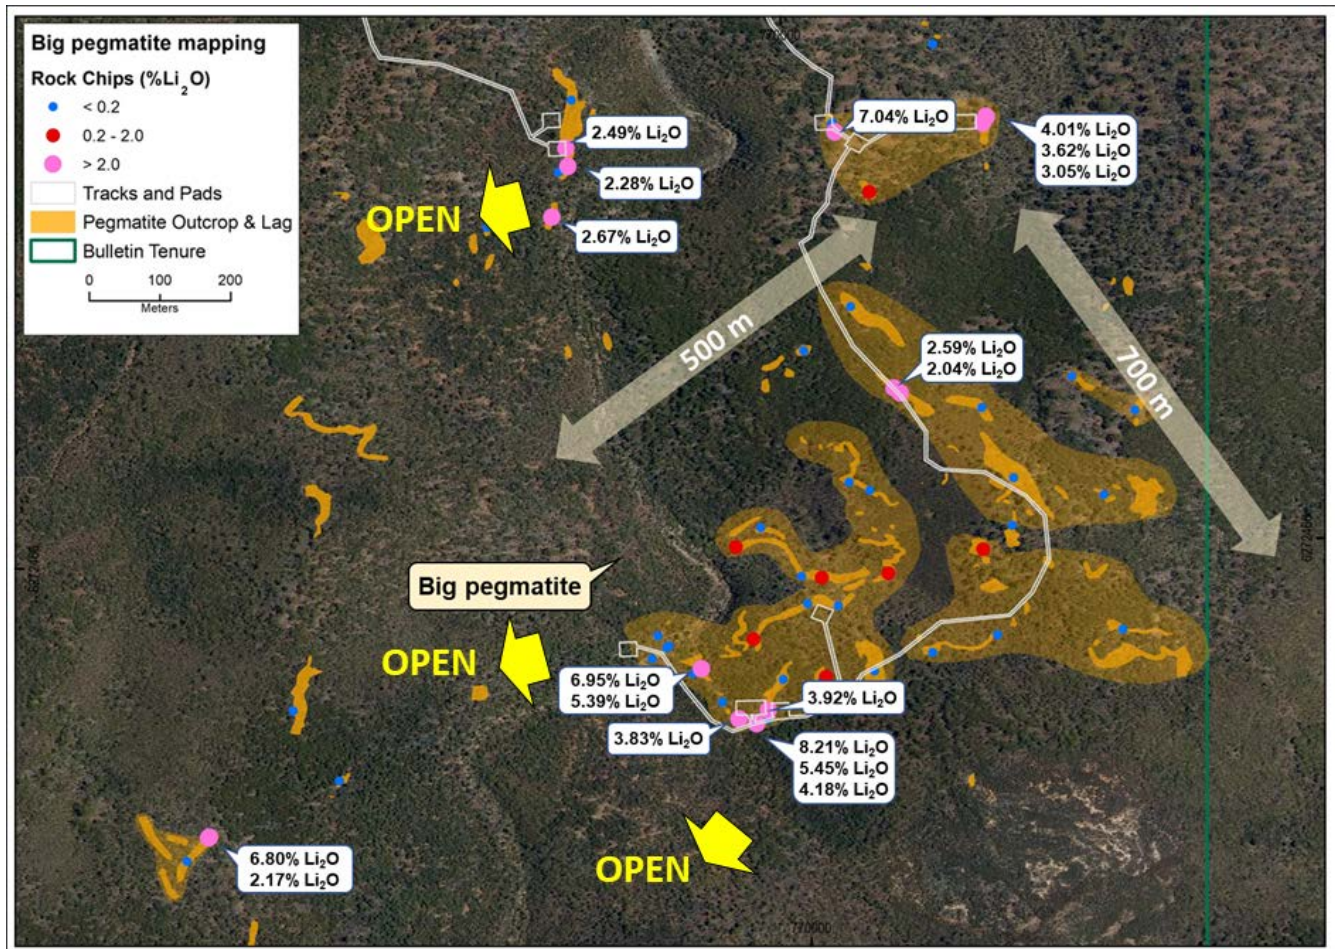 Big pegmatite mapping
Rock Chips (%Li₂O)
< 0.2
0.2 - 2.0
> 2.0
Tracks and Pads
Pegmatite Outcrop & Lag
Bulletin Tenure
0 200
Meters
2.49% Li₂O
2.28% Li₂O
OPEN
2.67% Li₂O
7.04% Li₂O
4.01% Li₂O
3.62% Li₂O
3.05% Li₂O
500 m
700 m
2.59% Li₂O
2.04% Li₂O
Big pegmatite
OPEN
6.95% Li₂O
5.39% Li₂O
3.92% Li₂O
3.83% Li₂O
8.21% Li₂O
5.45% Li₂O
4.18% Li₂O
OPEN
6.80% Li₂O
2.17% Li₂O
770000